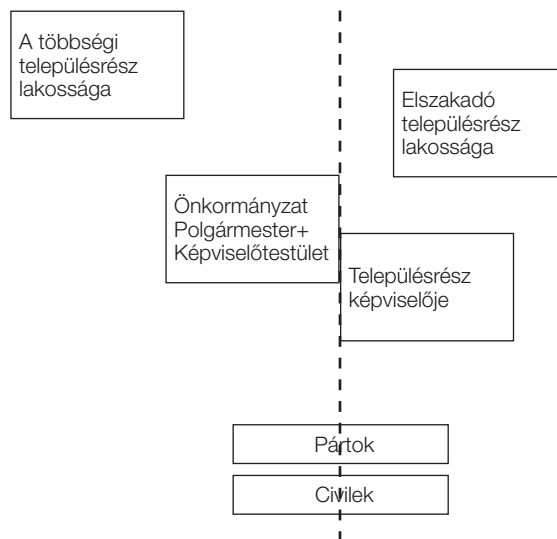 A többségi
településrész
lakossága
Elszakadó
településrész
lakossága
Önkormányzat
Polgármester+
Képviselőtestület
Településrész
képviselője
Pártok
Civilek